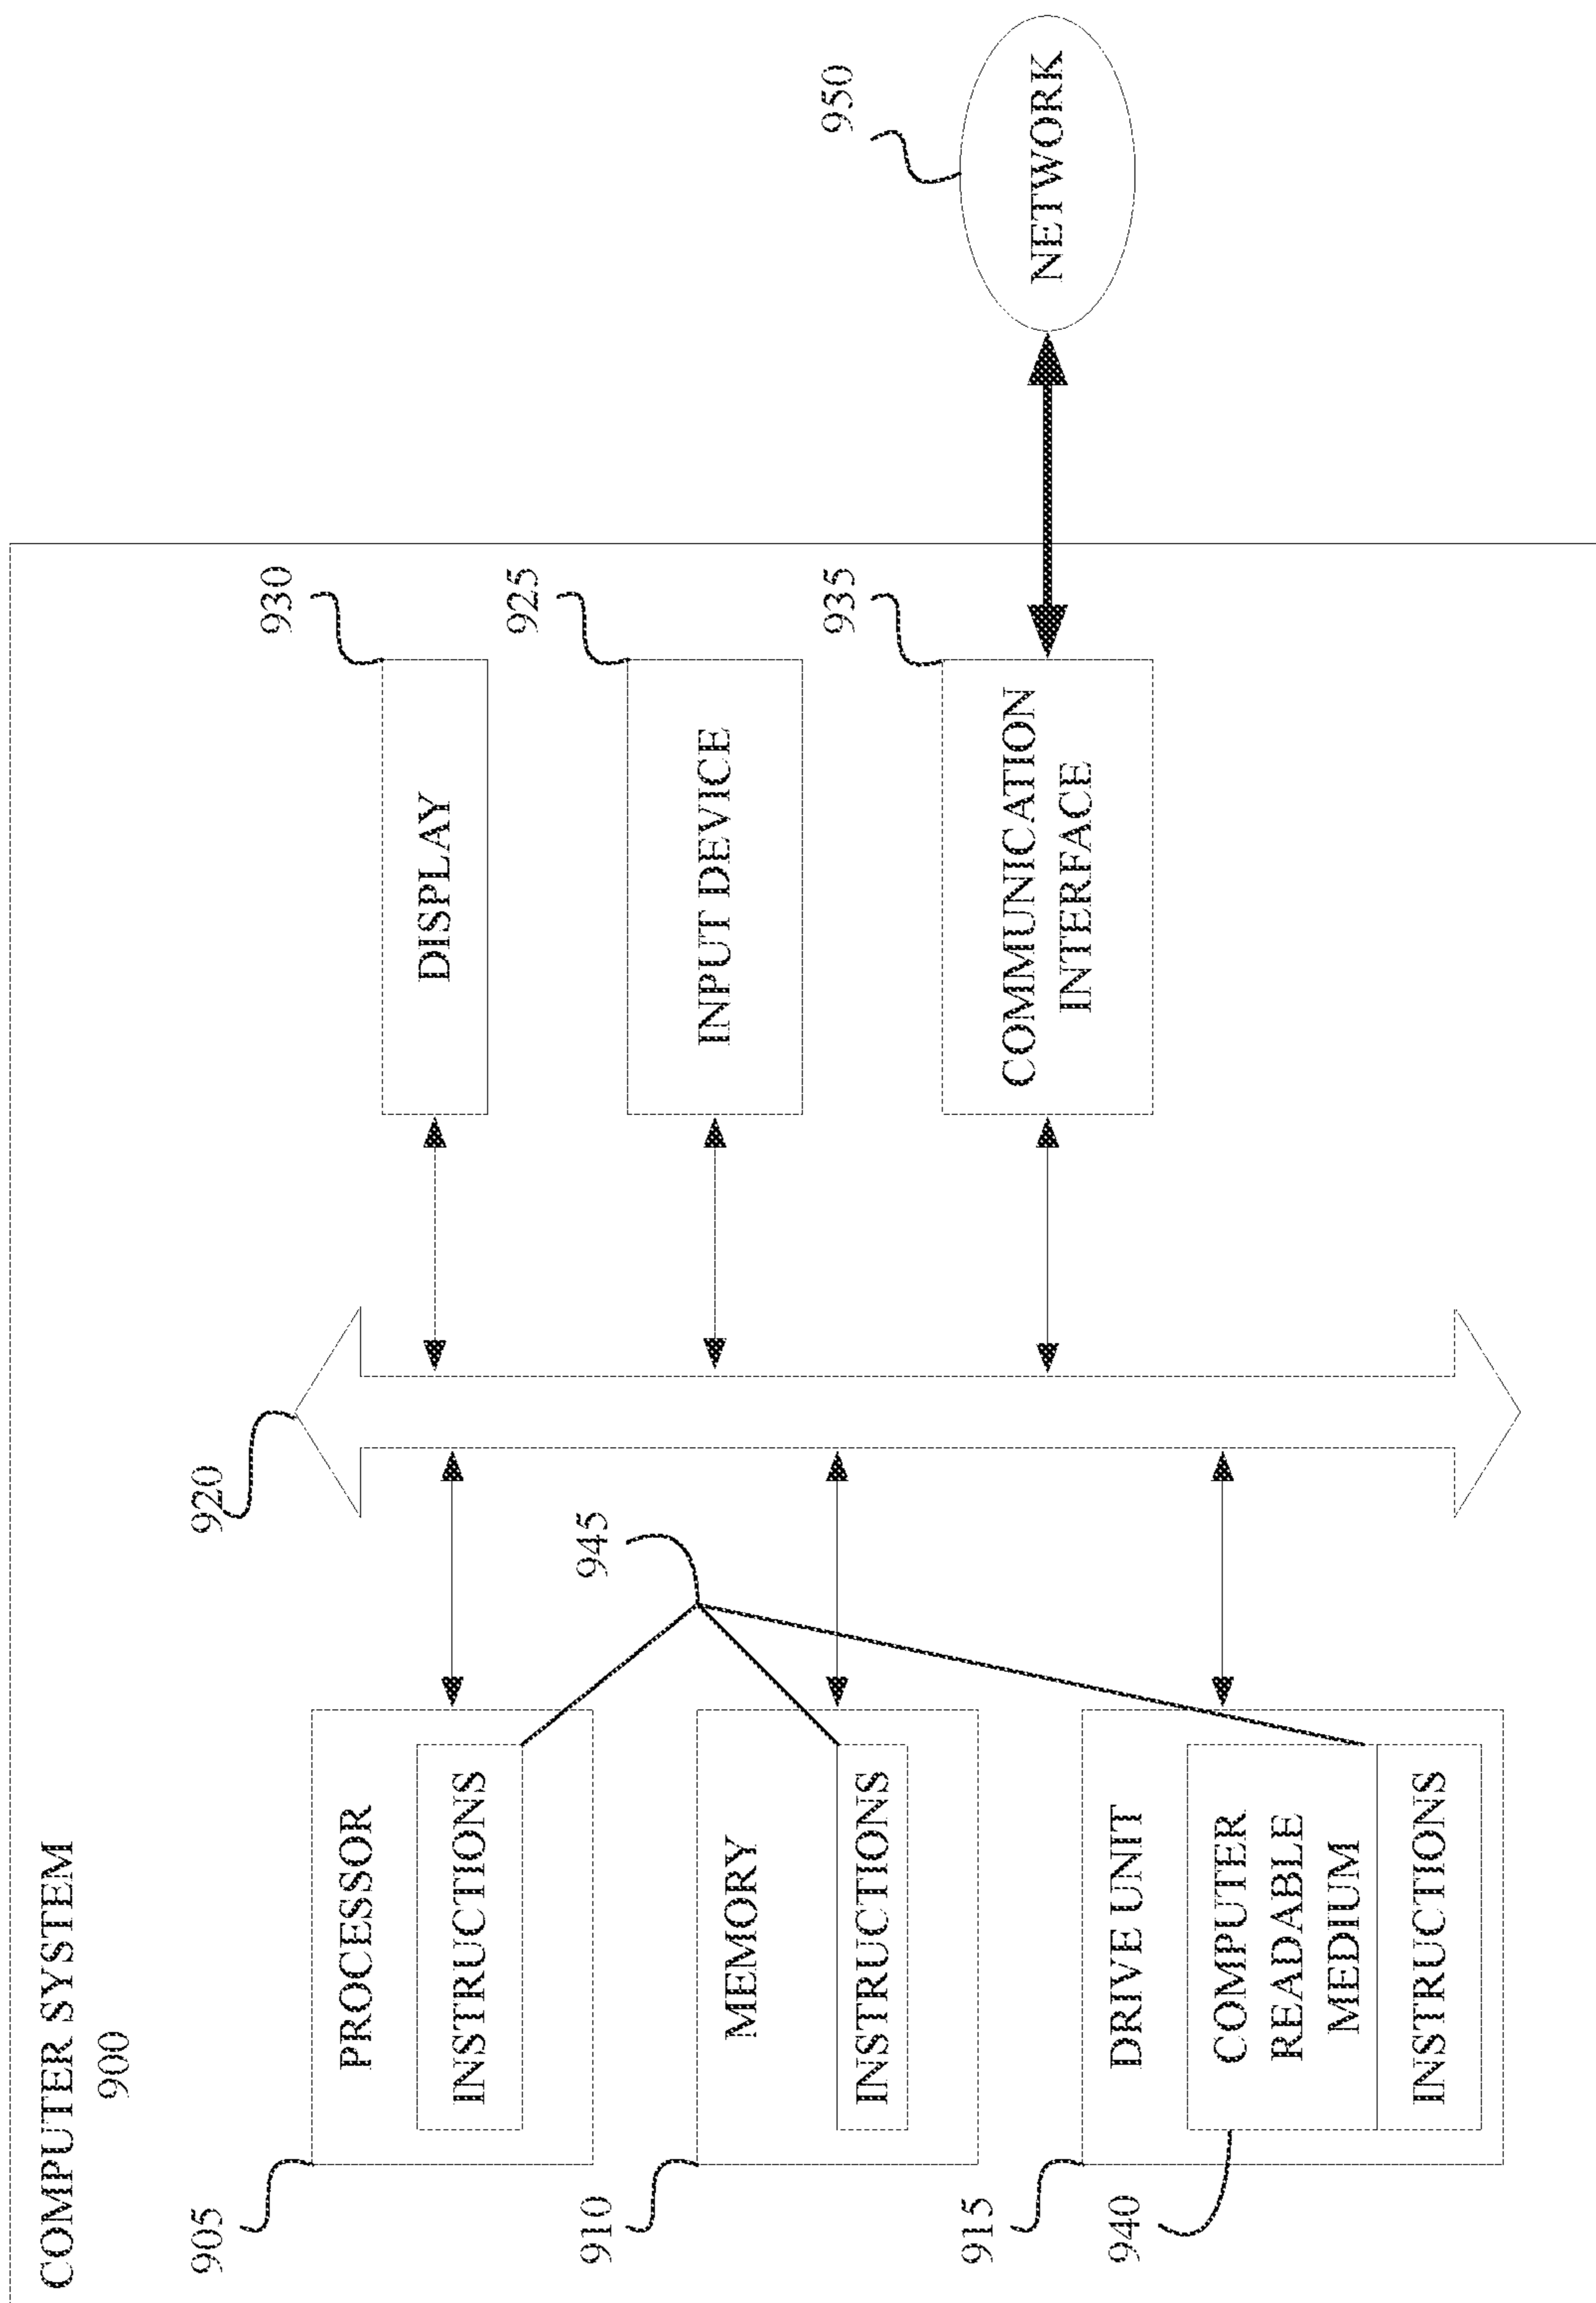 COMPUTER SYSTEM
900
905
PROCESSOR
INSTRUCTIONS
910
MEMORY
INSTRUCTIONS
915
DRIVE UNIT
940
COMPUTER
READABLE
MEDIUM
INSTRUCTIONS
945
920
930
DISPLAY
925
INPUT DEVICE
935
COMMUNICATION
INTERFACE
950
NETWORK